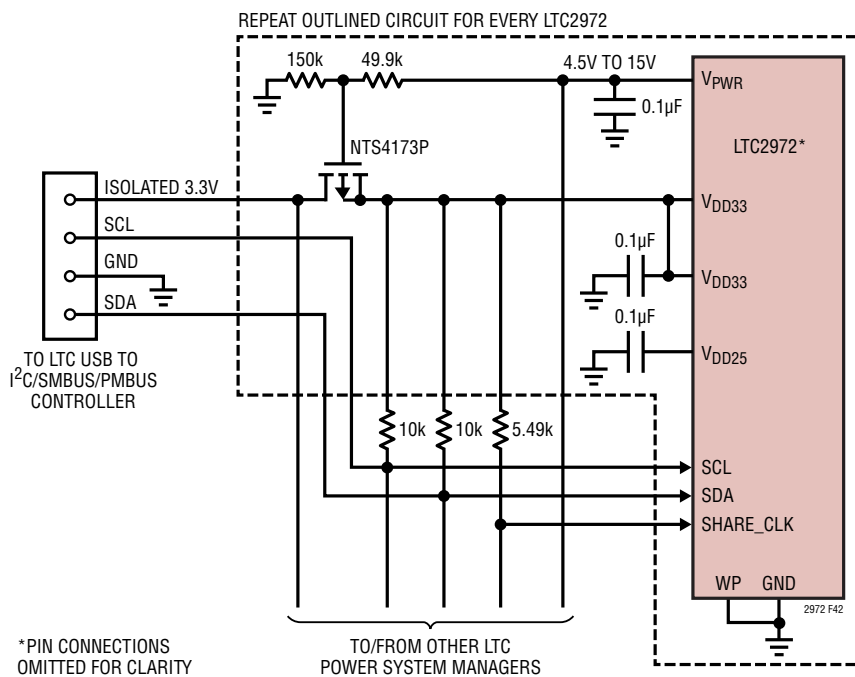 REPEAT OUTLINED CIRCUIT FOR EVERY LTC2972
150k
49.9k
4.5V TO 15V
VPWR
0.1µF
LTC2972*
NTS4173P
ISOLATED 3.3V
VDD33
SCL
0.1µF
GND
VDD33
SDA
0.1µF
VDD25
TO LTC USB TO
I2C/SMBUS/PMBUS
CONTROLLER
10k
10k
5.49k
SCL
SDA
SHARE_CLK
WP
GND
2972 F42
*PIN CONNECTIONS
OMITTED FOR CLARITY
TO/FROM OTHER LTC
POWER SYSTEM MANAGERS